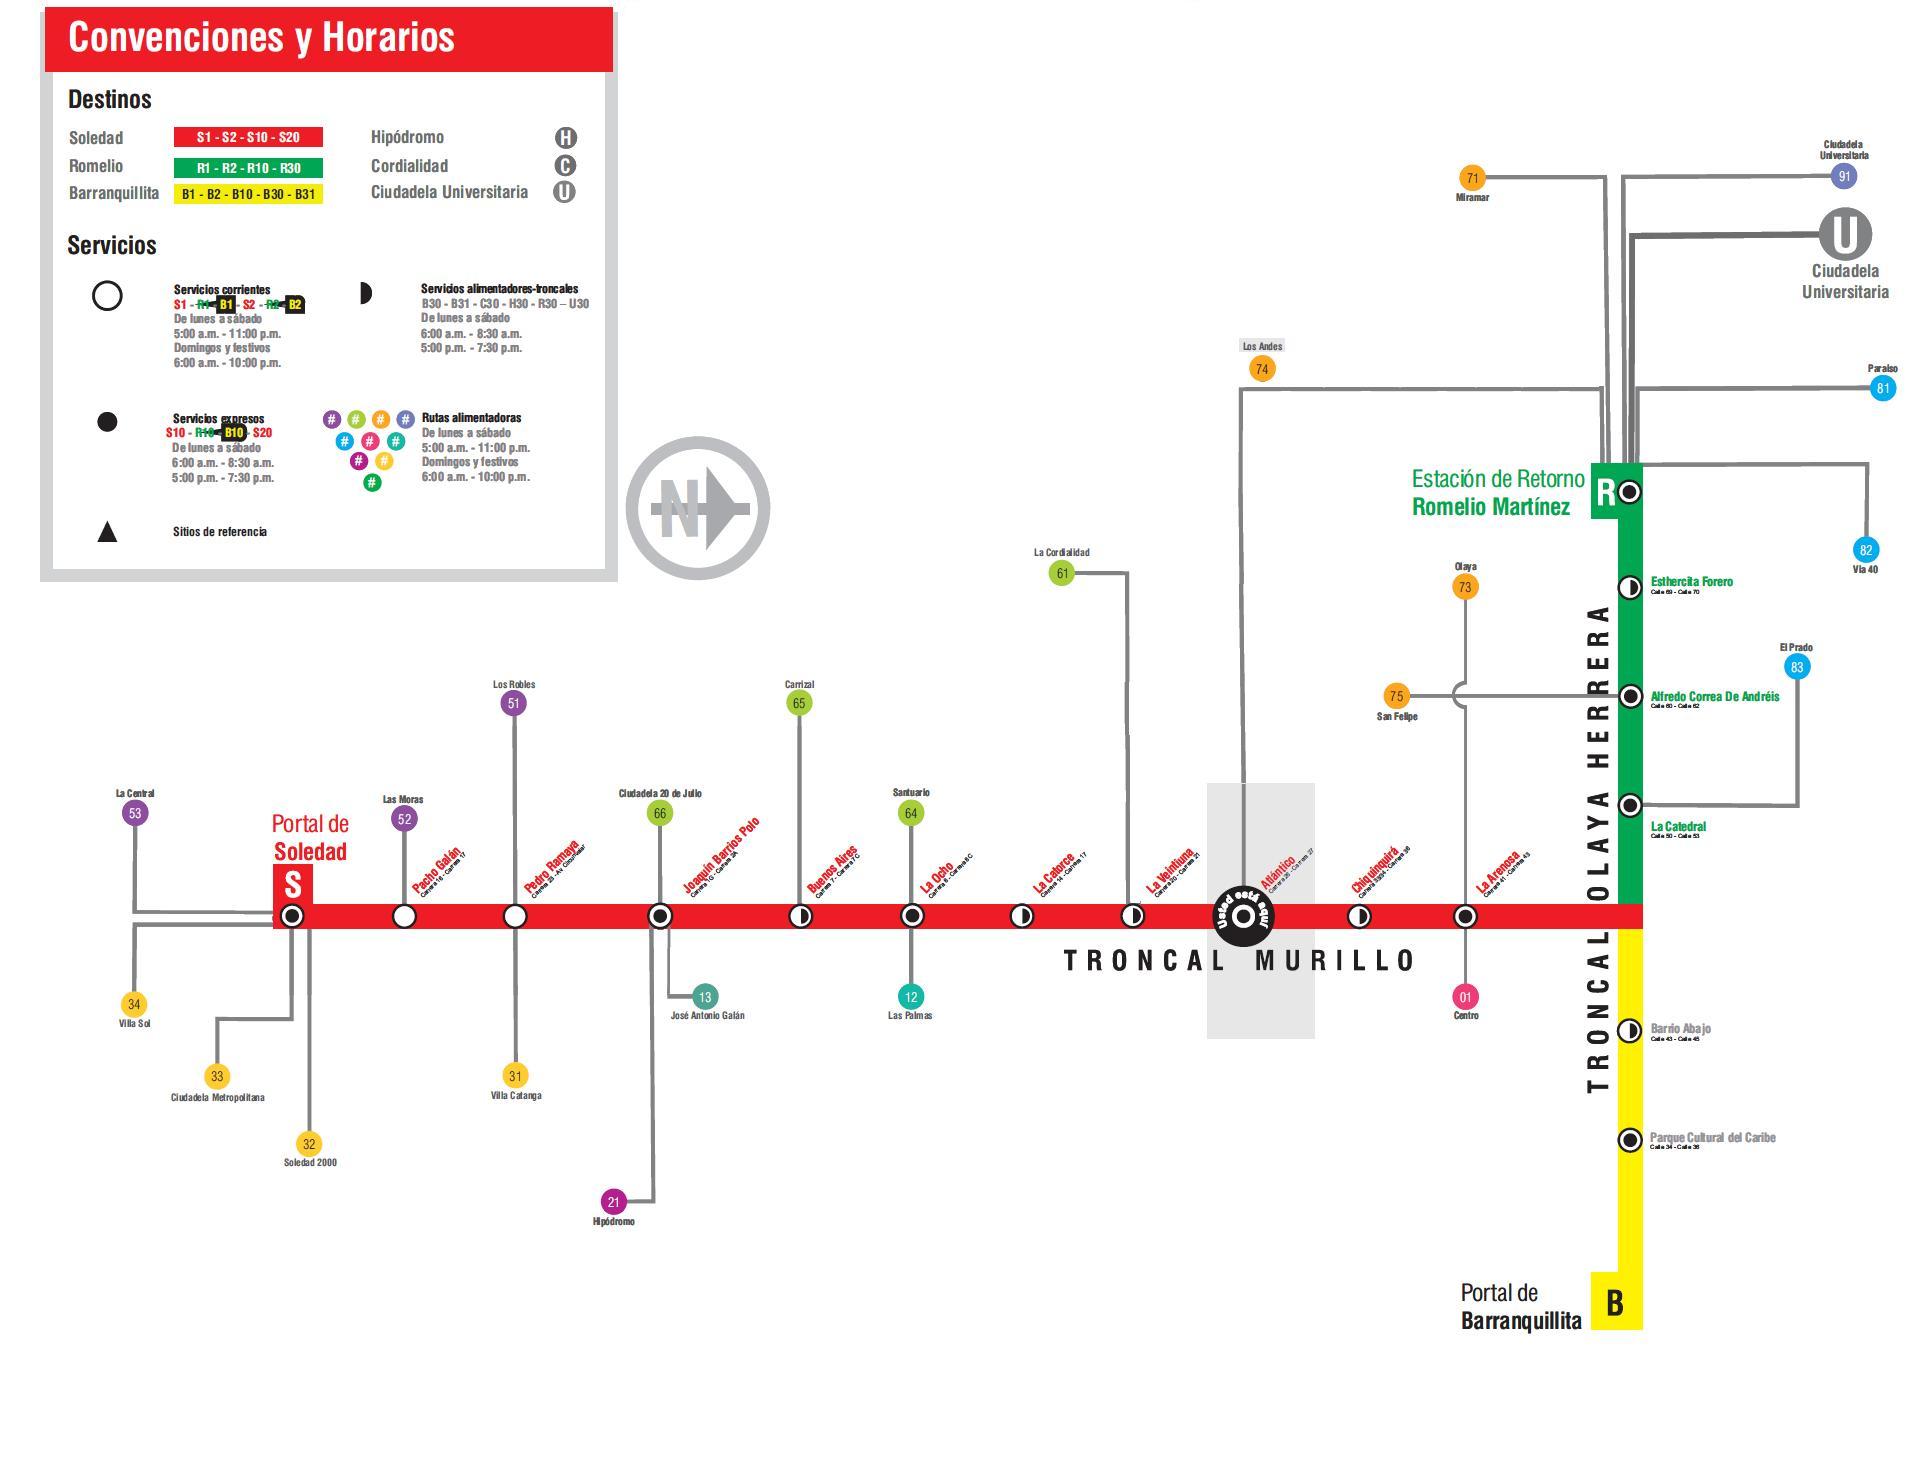 Convenciones y Horarios
Destinos
Soledad
S1 - S2 - S10 - S20
Romelio
R1 - R2 - R10 - R30
Barranquillita
B1 - B2 - B10 - B30 - B31
Hipódromo
H
Cordialidad
C
Ciudadela Universitaria
U
Servicios
Servicios corrientes
S1 - R1 - B1 - S2 - R2 - B2
De lunes a sábado
5:00 a.m. - 11:00 p.m.
Domingos y festivos
6:00 a.m. - 10:00 p.m.
Servicios alimentadores-troncales
B30 - B31 - C30 - H30 - R30 – U30
De lunes a sábado
6:00 a.m. - 8:30 a.m.
5:00 p.m. - 7:30 p.m.
Servicios expresos
S10 - R10 - B10 - S20
De lunes a sábado
6:00 a.m. - 8:30 a.m.
5:00 p.m. - 7:30 p.m.
# # # #
# # #
# #
#
Rutas alimentadoras
De lunes a sábado
5:00 a.m. - 11:00 p.m.
Domingos y festivos
6:00 a.m. - 10:00 p.m.
Sitios de referencia
N
71
Miramar
Ciudadela
Universitaria
91
U
Ciudadela
Universitaria
Los Andes
74
Paraíso
81
Estación de Retorno
Romelio Martínez
R
82
Via 40
La Cordialidad
61
Olaya
73
Esthercita Forero
Calle 69 - Calle 70
El Prado
83
75
San Felipe
Alfredo Correa De Andréis
Calle 60 - Calle 62
La Catedral
Calle 50 - Calle 53
Los Robles
51
Carrizal
65
La Central
53
Las Moras
52
Ciudadela 20 de Julio
66
Santuario
64
Portal de
Soledad
S
Pacho Galán
Pedro Ramaya
Joaquín Barrios Polo
Buenos Aires
La Ocho
La Catorce
La Veintiuna
Atlántico
Usted está aquí
Chiquinquirá
La Arenosa
TRONCAL MURILLO
TRONCAL OLAYA HERRERA
34
Villa Sol
33
Ciudadela Metropolitana
32
Soledad 2000
31
Villa Catanga
13
José Antonio Galán
21
Hipódromo
12
Las Palmas
01
Centro
Barrio Abajo
Calle 43 - Calle 45
Parque Cultural del Caribe
Calle 34 - Calle 36
Portal de
Barranquillita
B